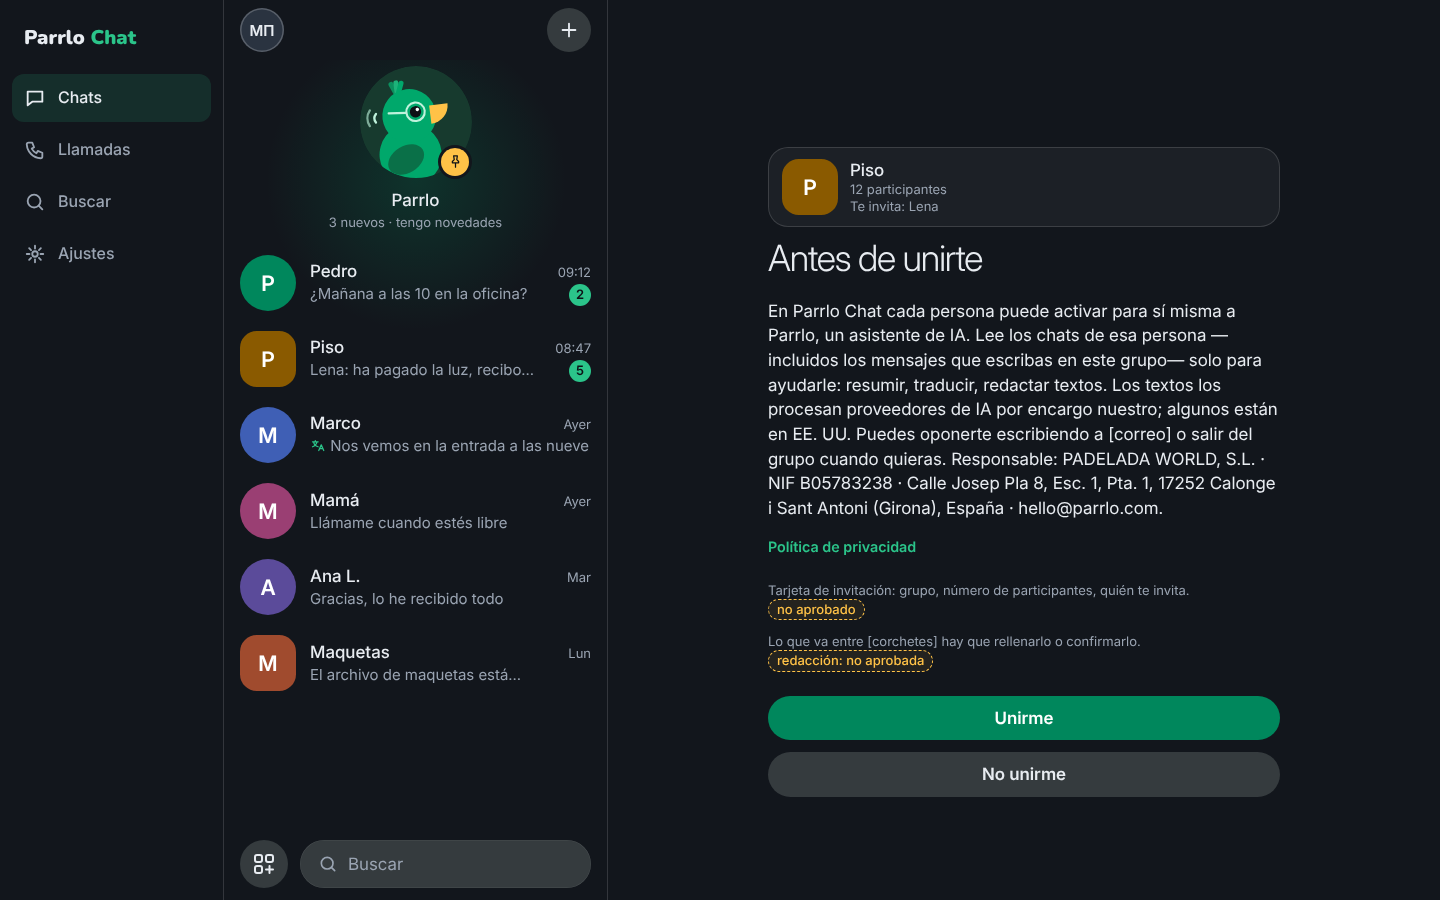 Parrlo Chat
Chats
Llamadas
Buscar
Ajustes
МП
Parrlo
3 nuevos · tengo novedades
P
Pedro
09:12
¿Mañana a las 10 en la oficina?
2
P
Piso
08:47
Lena: ha pagado la luz, recibo...
5
M
Marco
Ayer
Nos vemos en la entrada a las nueve
M
Mamá
Ayer
Llámame cuando estés libre
A
Ana L.
Mar
Gracias, lo he recibido todo
M
Maquetas
Lun
El archivo de maquetas está...
Buscar
P
Piso
12 participantes
Te invita: Lena
Antes de unirte
En Parrlo Chat cada persona puede activar para sí misma a
Parrlo, un asistente de IA. Lee los chats de esa persona —
incluidos los mensajes que escribas en este grupo— solo para
ayudarle: resumir, traducir, redactar textos. Los textos los
procesan proveedores de IA por encargo nuestro; algunos están
en EE. UU. Puedes oponerte escribiendo a [correo] o salir del
grupo cuando quieras. Responsable: PADELADA WORLD, S.L. ·
NIF B05783238 · Calle Josep Pla 8, Esc. 1, Pta. 1, 17252 Calonge
i Sant Antoni (Girona), España · hello@parrlo.com.
Política de privacidad
Tarjeta de invitación: grupo, número de participantes, quién te invita.
no aprobado
Lo que va entre [corchetes] hay que rellenarlo o confirmarlo.
redacción: no aprobada
Unirme
No unirme